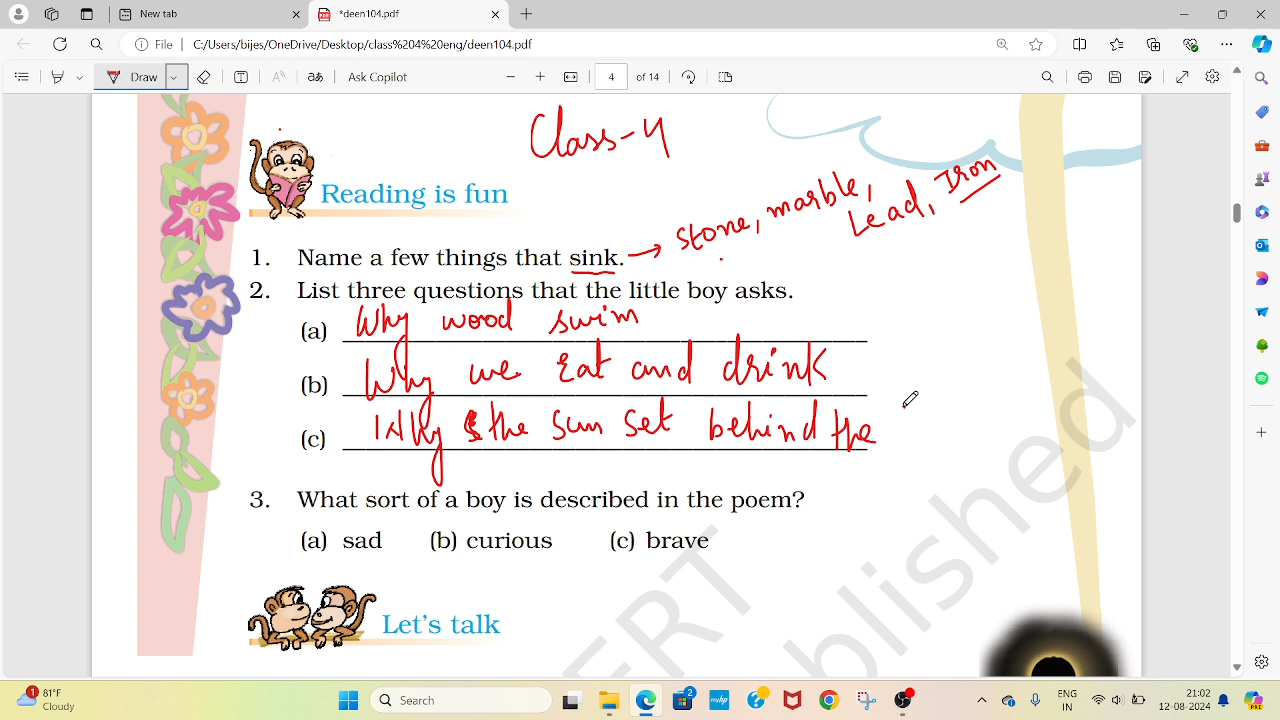 New tab
*deen104.pdf
File
C:/Users/bijes/OneDrive/Desktop/class%204%20eng/deen104.pdf
Draw
Ask Copilot
4 of 14
Class-4
Reading is fun
stone, marble, Lead, Iron
1. Name a few things that sink.
2. List three questions that the little boy asks.
(a) Why wood swim
(b) Why we Eat and drink
(c) Why the sun set behind the
3. What sort of a boy is described in the poem?
(a) sad (b) curious (c) brave
Let's talk
ERT
blished
1
81°F
Cloudy
Search
2
ENG
IN
21:02
12-08-2024